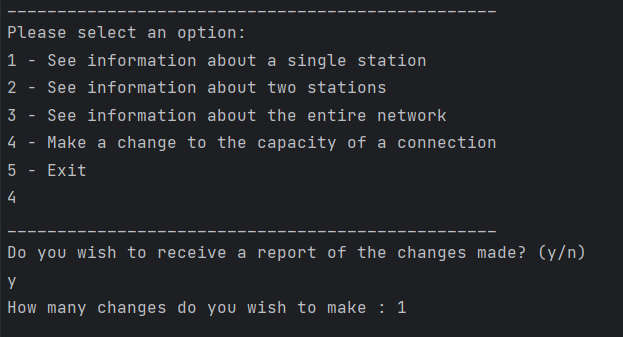 _________________________________________________
Please select an option:
1 - See information about a single station
2 - See information about two stations
3 - See information about the entire network
4 - Make a change to the capacity of a connection
5 - Exit
4
_________________________________________________
Do you wish to receive a report of the changes made? (y/n)
y
How many changes do you wish to make : 1